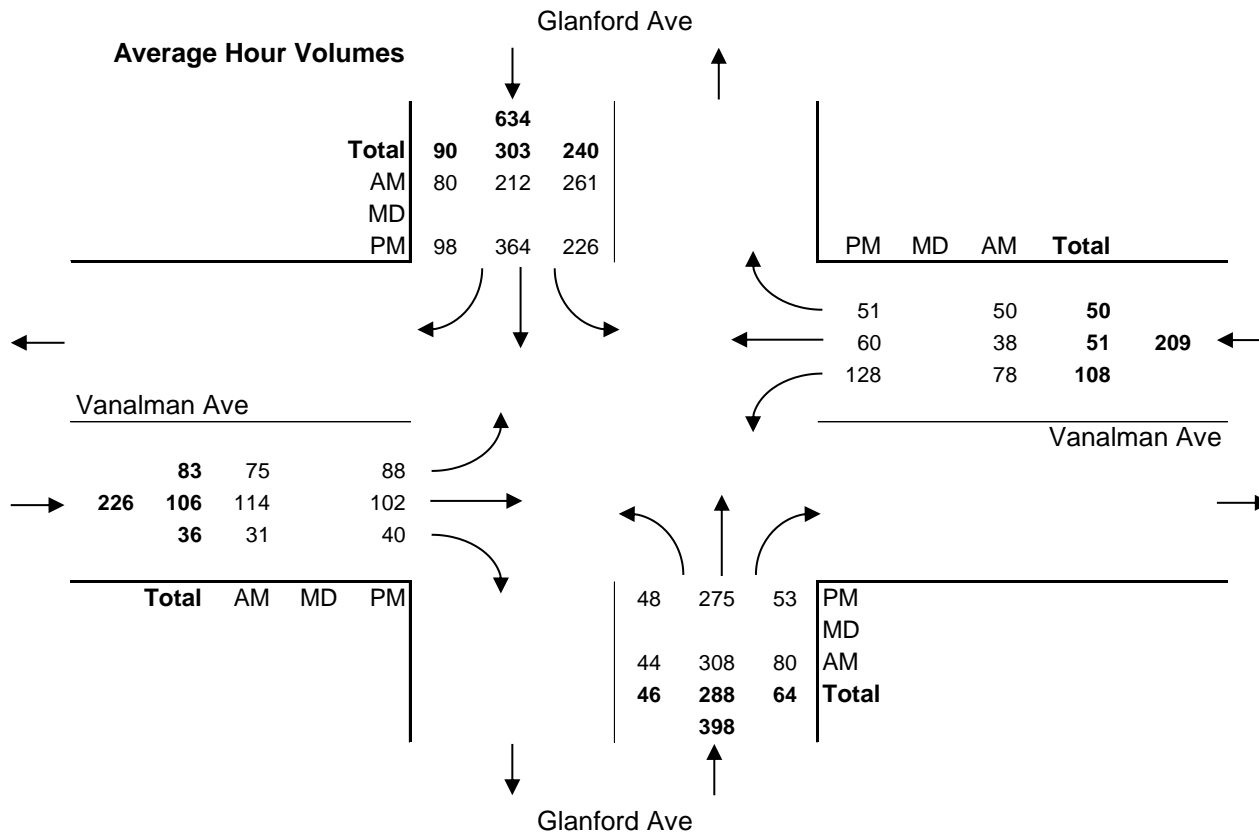 Glanford Ave
Average Hour Volumes
634
Total 90 303 240
AM 80 212 261
MD
PM 98 364 226
PM MD AM Total
51 50 50
60 38 51 209
128 78 108
Vanalman Ave
Vanalman Ave
83 75 88
226 106 114 102
36 31 40
Total AM MD PM
48 275 53 PM
MD
44 308 80 AM
46 288 64 Total
398
Glanford Ave